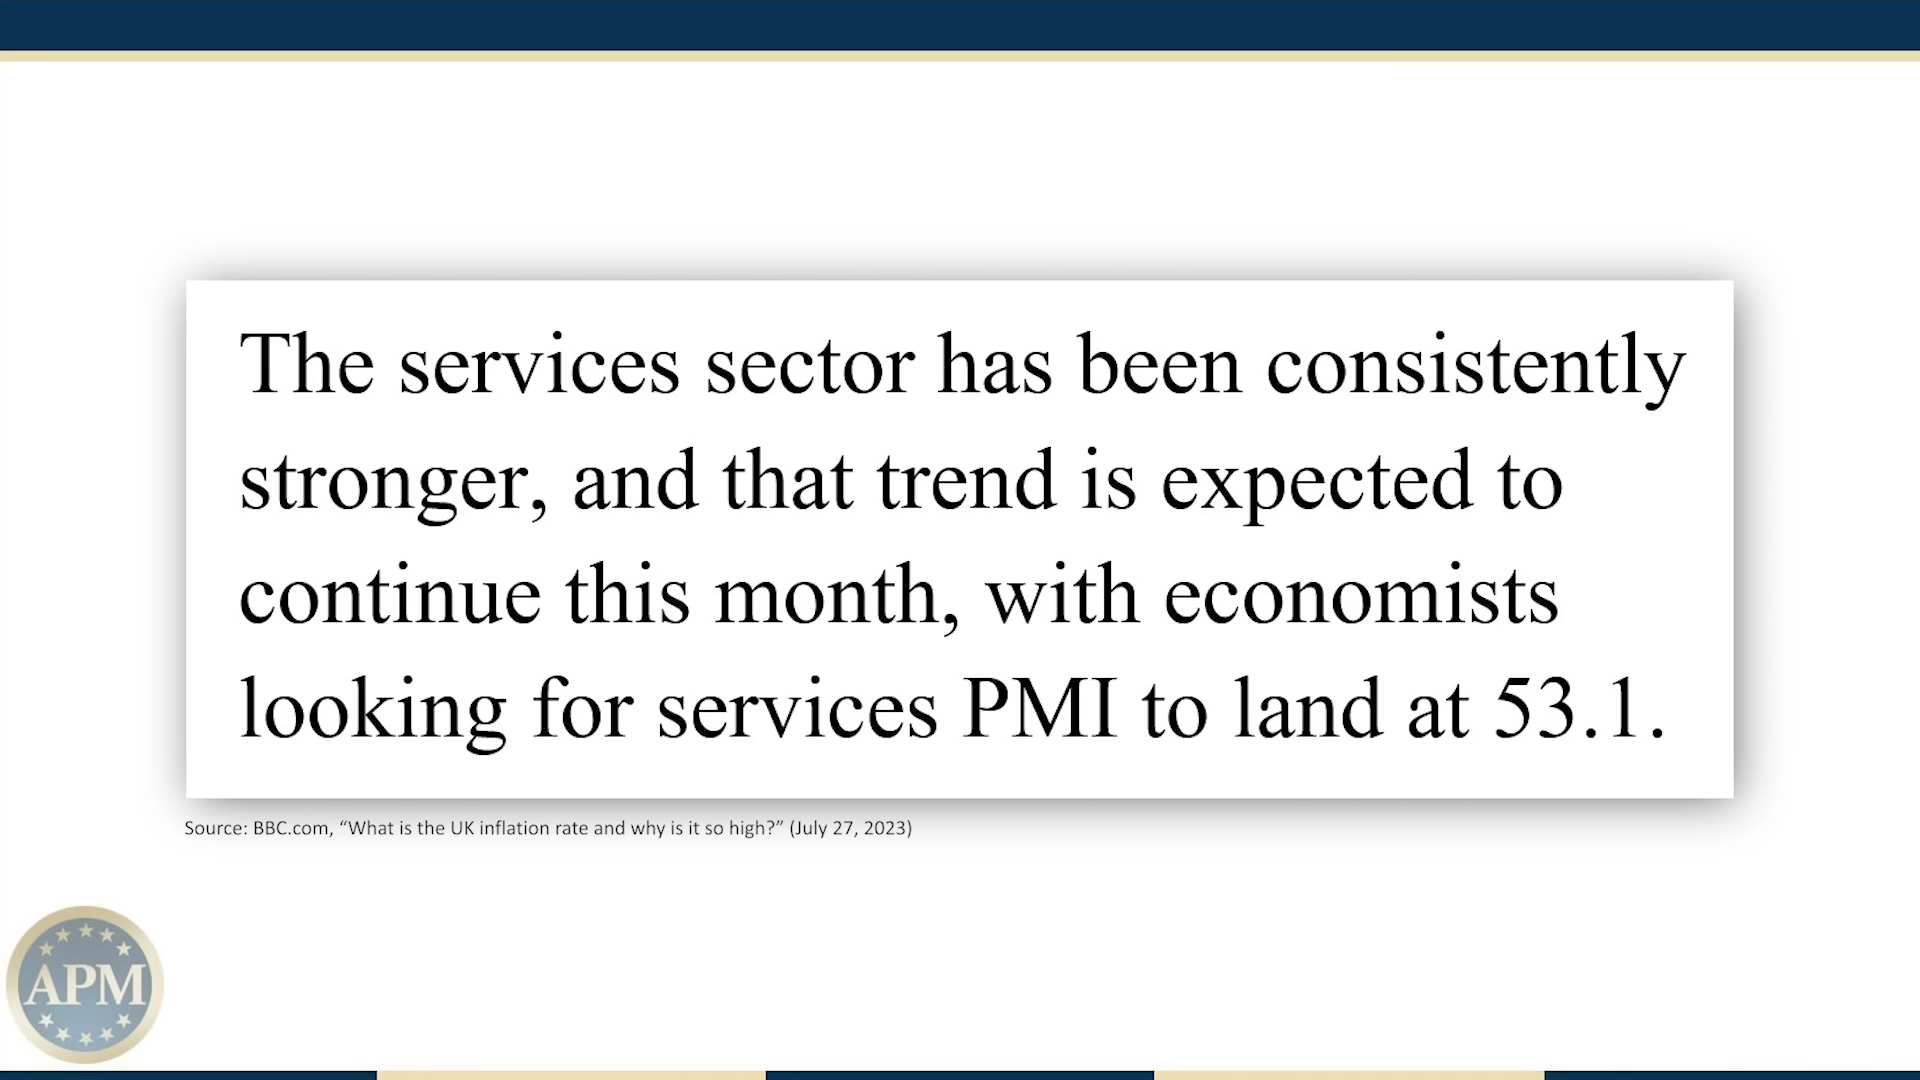 The services sector has been consistently
stronger, and that trend is expected to
continue this month, with economists
looking for services PMI to land at 53.1.
Source: BBC.com, “What is the UK inflation rate and why is it so high?” (July 27, 2023)
APM